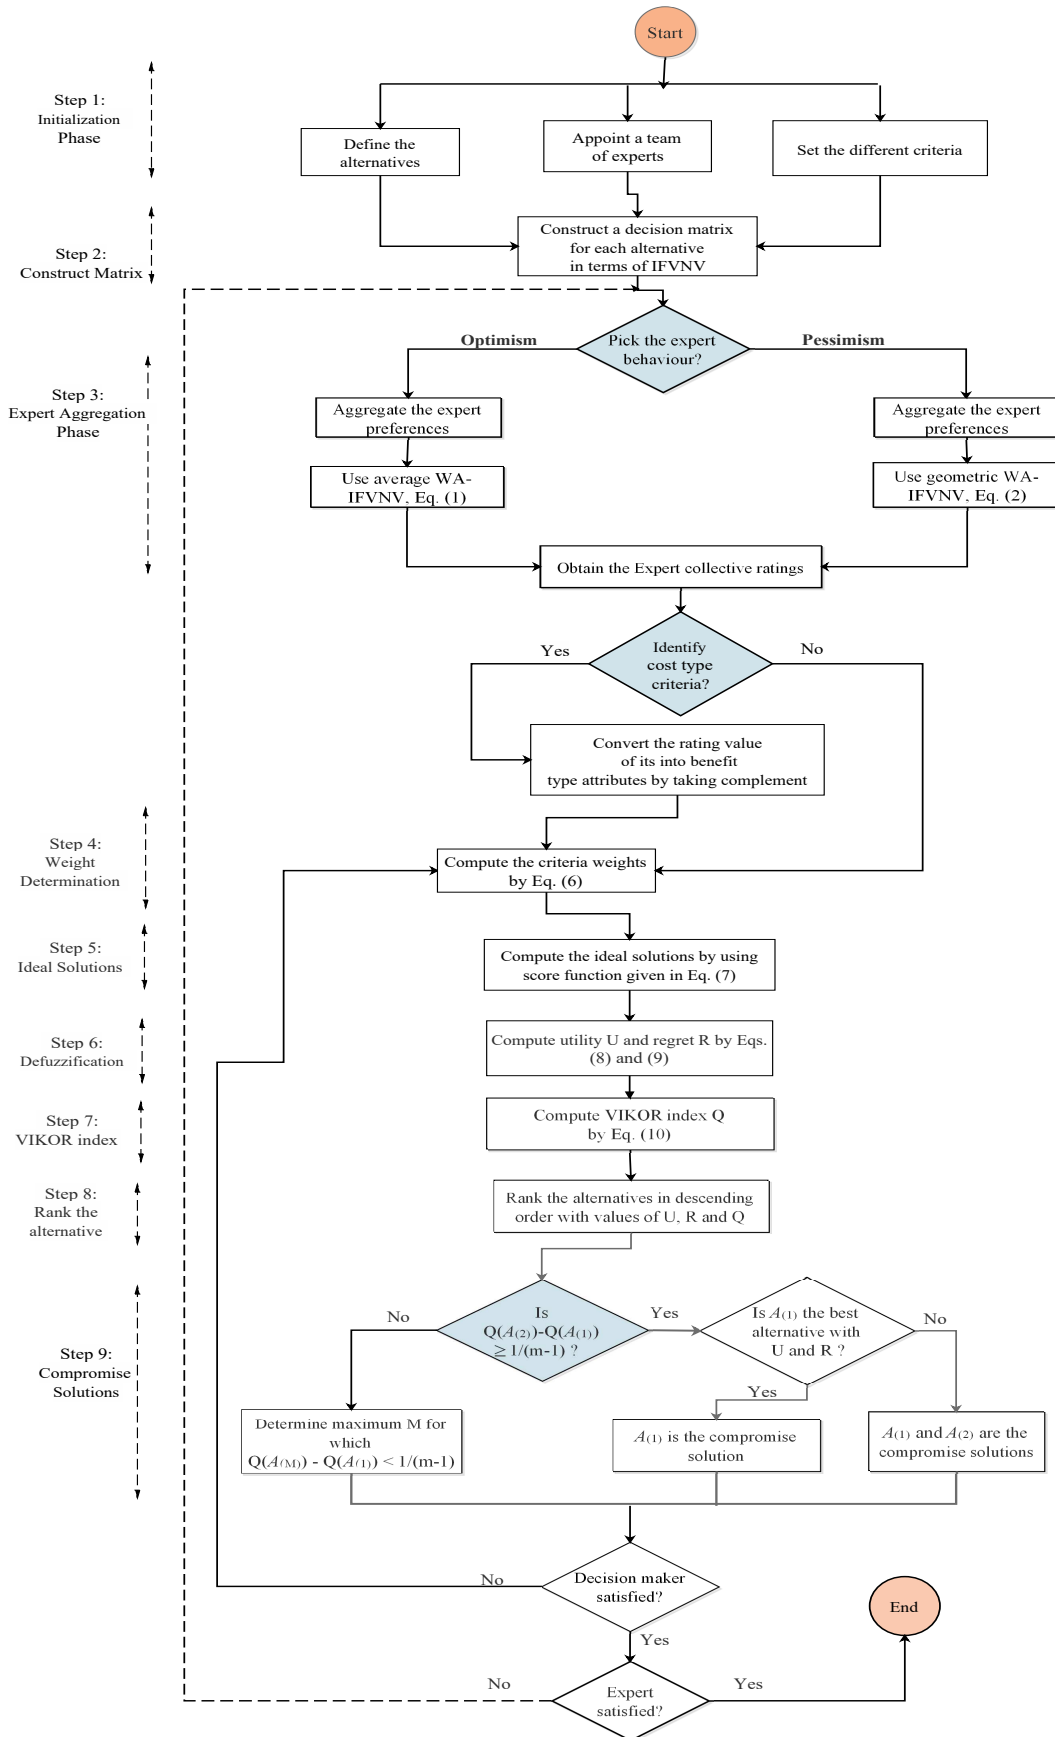 Start
Step 1:
Initialization
Phase
Define the
alternatives
Appoint a team
of experts
Set the different criteria
Step 2:
Construct Matrix
Construct a decision matrix
for each alternative
in terms of IFVNV
Optimism
Pick the expert
behaviour?
Pessimism
Step 3:
Expert Aggregation
Phase
Aggregate the expert
preferences
Aggregate the expert
preferences
Use average WA-
IFVNV, Eq. (1)
Use geometric WA-
IFVNV, Eq. (2)
Obtain the Expert collective ratings
Yes
Identify
cost type
criteria?
No
Convert the rating value
of its into benefit
type attributes by taking complement
Step 4:
Weight
Determination
Compute the criteria weights
by Eq. (6)
Step 5:
Ideal Solutions
Compute the ideal solutions by using
score function given in Eq. (7)
Step 6:
Defuzzification
Compute utility U and regret R by Eqs.
(8) and (9)
Step 7:
VIKOR index
Compute VIKOR index Q
by Eq. (10)
Step 8:
Rank the
alternative
Rank the alternatives in descending
order with values of U, R and Q
Step 9:
Compromise
Solutions
No
Is
Q(A(2))-Q(A(1))
≥ 1/(m-1) ?
Yes
Is A(1) the best
alternative with
U and R ?
No
Yes
Determine maximum M for
which
Q(A(M)) - Q(A(1)) < 1/(m-1)
A(1) is the compromise
solution
A(1) and A(2) are the
compromise solutions
No
Decision maker
satisfied?
Yes
End
No
Expert
satisfied?
Yes